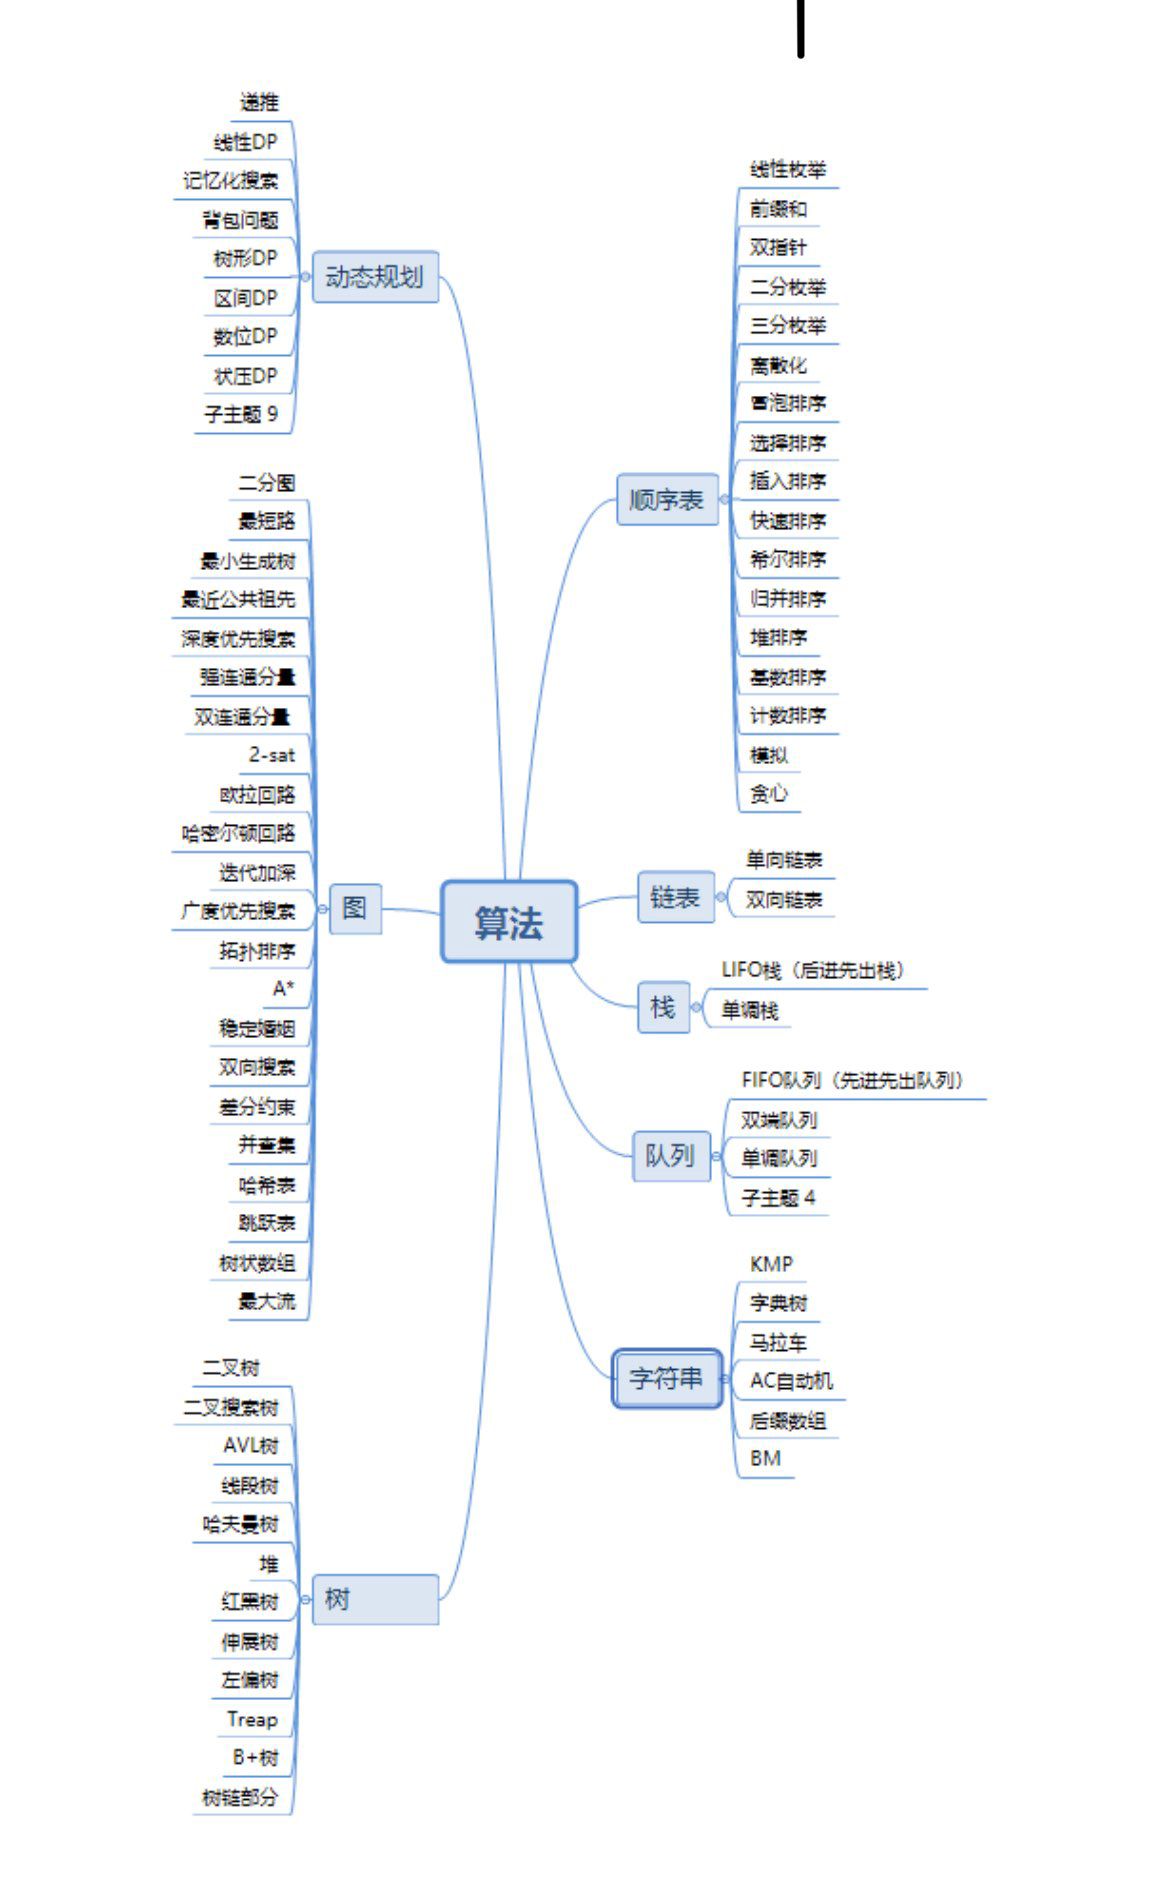 算法
动态规划
递推
线性DP
记忆化搜索
背包问题
树形DP
区间DP
数位DP
状压DP
子主题 9
图
二分图
最短路
最小生成树
最近公共祖先
深度优先搜索
强连通分量
双连通分量
2-sat
欧拉回路
哈密尔顿回路
迭代加深
广度优先搜索
拓扑排序
A*
稳定婚姻
双向搜索
差分约束
并查集
哈希表
跳跃表
树状数组
最大流
树
二叉树
二叉搜索树
AVL树
线段树
哈夫曼树
堆
红黑树
伸展树
左偏树
Treap
B+树
树链部分
顺序表
线性枚举
前缀和
双指针
二分枚举
三分枚举
离散化
冒泡排序
选择排序
插入排序
快速排序
希尔排序
归并排序
堆排序
基数排序
计数排序
模拟
贪心
链表
单向链表
双向链表
栈
LIFO栈（后进先出栈）
单调栈
队列
FIFO队列（先进先出队列）
双端队列
单调队列
子主题 4
字符串
KMP
字典树
马拉车
AC自动机
后缀数组
BM